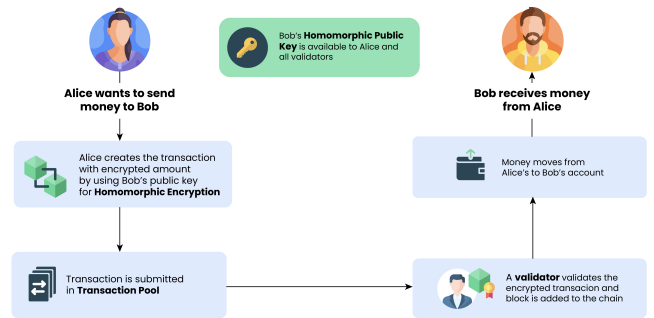 Bob's Homomorphic Public
Key is available to Alice and
all validators
Alice wants to send
money to Bob
Bob receives money
from Alice
Alice creates the transaction
with encrypted amount
by using Bob's public key
for Homomorphic Encryption
Money moves from
Alice's to Bob's account
Transaction is submitted
in Transaction Pool
A validator validates the
encrypted transacion and
block is added to the chain